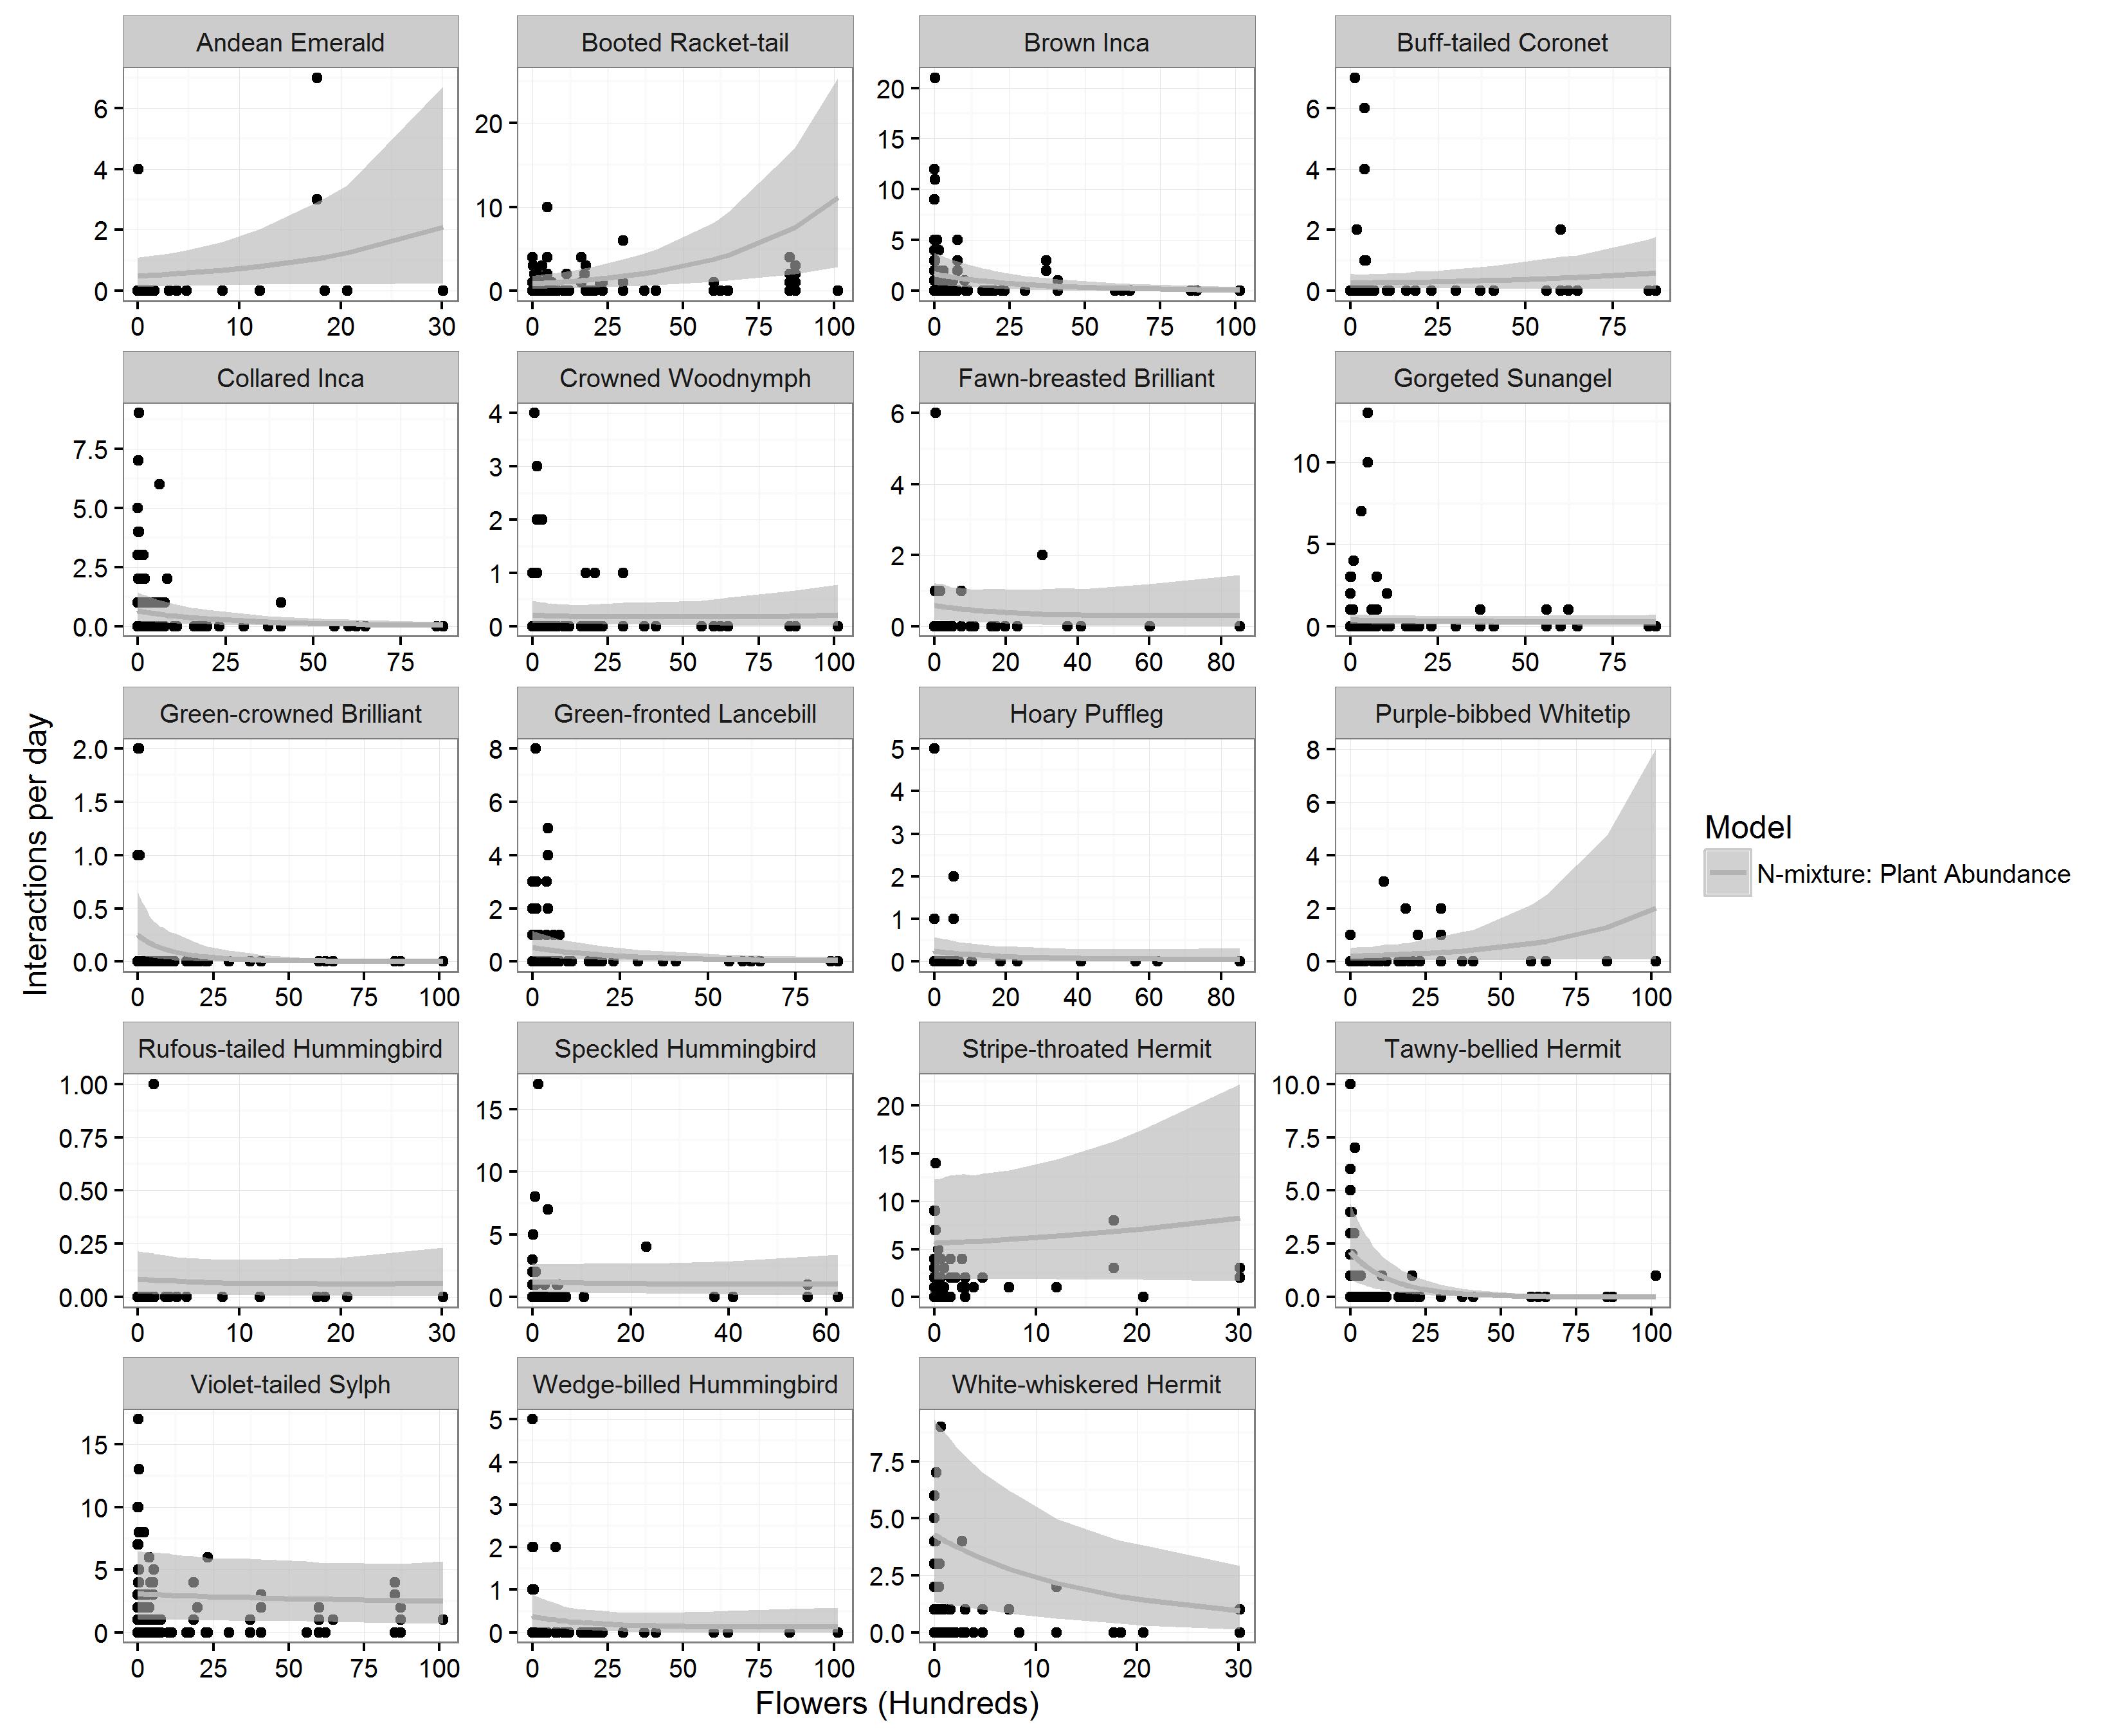 Andean Emerald
Booted Racket-tail
Brown Inca
Buff-tailed Coronet
0 2 4 6
0 10 20
0 5 10 15 20
0 2 4 6
0 10 20 30
0 25 50 75 100
0 25 50 75 100
0 25 50 75
Collared Inca
Crowned Woodnymph
Fawn-breasted Brilliant
Gorgeted Sunangel
0.0 2.5 5.0 7.5
0 1 2 3 4
0 2 4 6
0 5 10
0 25 50 75
0 25 50 75 100
0 20 40 60 80
0 25 50 75
Green-crowned Brilliant
Green-fronted Lancebill
Hoary Puffleg
Purple-bibbed Whitetip
0.0 0.5 1.0 1.5 2.0
0 2 4 6 8
0 1 2 3 4 5
0 2 4 6 8
0 25 50 75 100
0 25 50 75
0 20 40 60 80
0 25 50 75 100
Rufous-tailed Hummingbird
Speckled Hummingbird
Stripe-throated Hermit
Tawny-bellied Hermit
0.00 0.25 0.50 0.75 1.00
0 5 10 15
0 5 10 15 20
0.0 2.5 5.0 7.5 10.0
0 10 20 30
0 20 40 60
0 10 20 30
0 25 50 75 100
Violet-tailed Sylph
Wedge-billed Hummingbird
White-whiskered Hermit
0 5 10 15
0 1 2 3 4 5
0.0 2.5 5.0 7.5
0 25 50 75 100
0 25 50 75 100
0 10 20 30
Interactions per day
Flowers (Hundreds)
Model
N-mixture: Plant Abundance